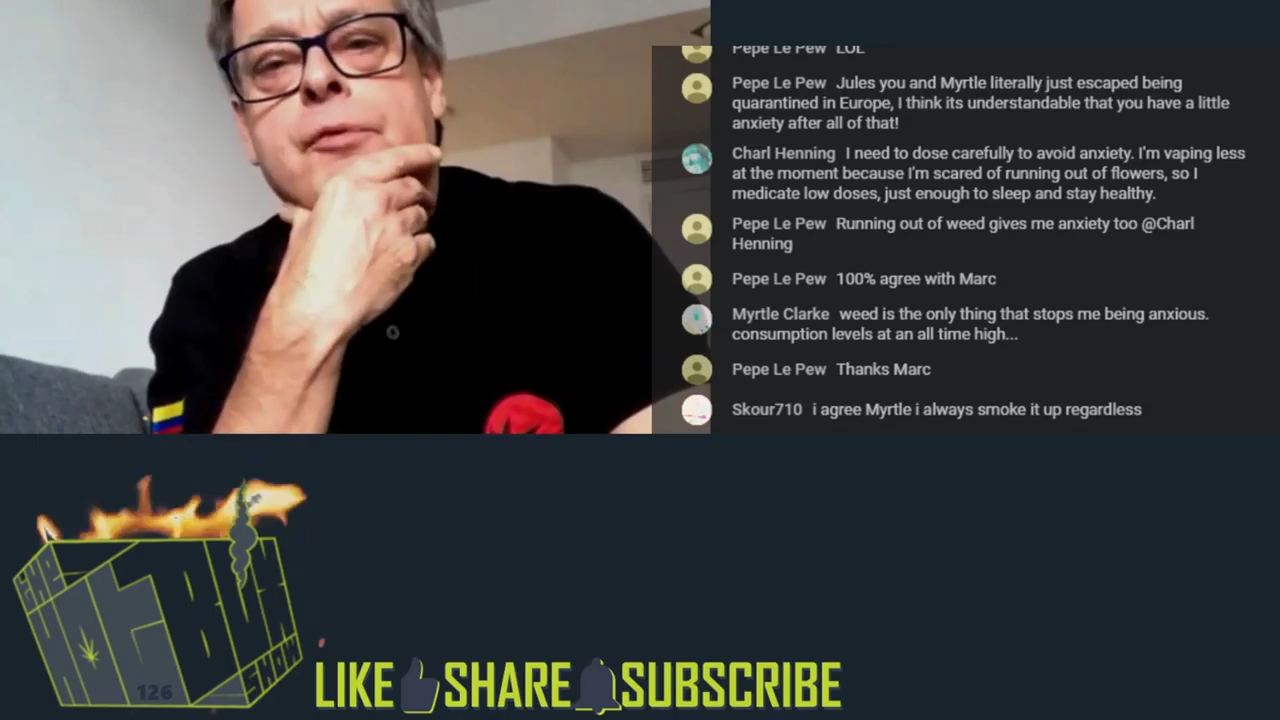 Pepe Le Pew LOL
Pepe Le Pew Jules you and Myrtle literally just escaped being
quarantined in Europe, I think its understandable that you have a little
anxiety after all of that!
Charl Henning I need to dose carefully to avoid anxiety. I'm vaping less
at the moment because I'm scared of running out of flowers, so I
medicate low doses, just enough to sleep and stay healthy.
Pepe Le Pew Running out of weed gives me anxiety too @Charl
Henning
Pepe Le Pew 100% agree with Marc
Myrtle Clarke weed is the only thing that stops me being anxious.
consumption levels at an all time high...
Pepe Le Pew Thanks Marc
Skour710 i agree Myrtle i always smoke it up regardless
THE
HOT BOX
SHOW
126
LIKE SHARE SUBSCRIBE